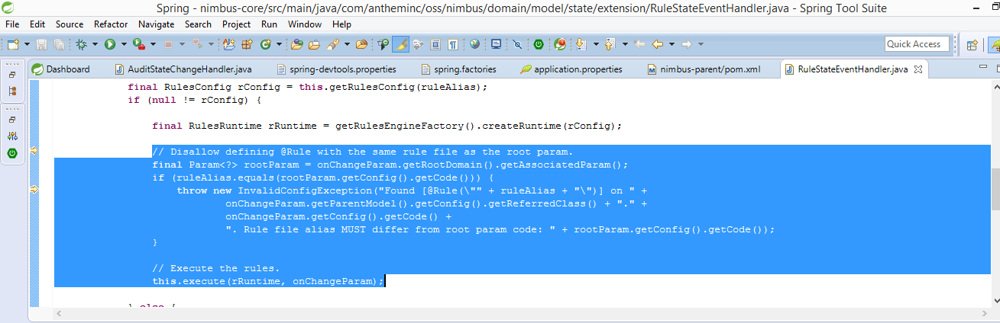 Spring - nimbus-core/src/main/java/com/antheminc/oss/nimbus/domain/model/state/extension/RuleStateEventHandler.java - Spring Tool Suite
File Edit Source Refactor Navigate Search Project Run Window Help
Quick Access
Dashboard AuditStateChangeHandler.java spring-devtools.properties spring.factories application.properties nimbus-parent/pom.xml RuleStateEventHandler.java
final RulesConfig rConfig = this.getRulesConfig(ruleAlias);
if (null != rConfig) {
final RulesRuntime rRuntime = getRulesEngineFactory().createRuntime(rConfig);
// Disallow defining @Rule with the same rule file as the root param.
final Param<?> rootParam = onChangeParam.getRootDomain().getAssociatedParam();
if (ruleAlias.equals(rootParam.getConfig().getCode())) {
throw new InvalidConfigException("Found [@Rule(\"" + ruleAlias + "\")] on " +
onChangeParam.getParentModel().getConfig().getReferredClass() + "." +
onChangeParam.getConfig().getCode() +
". Rule file alias MUST differ from root param code: " + rootParam.getConfig().getCode());
}
// Execute the rules.
this.execute(rRuntime, onChangeParam);
} else {